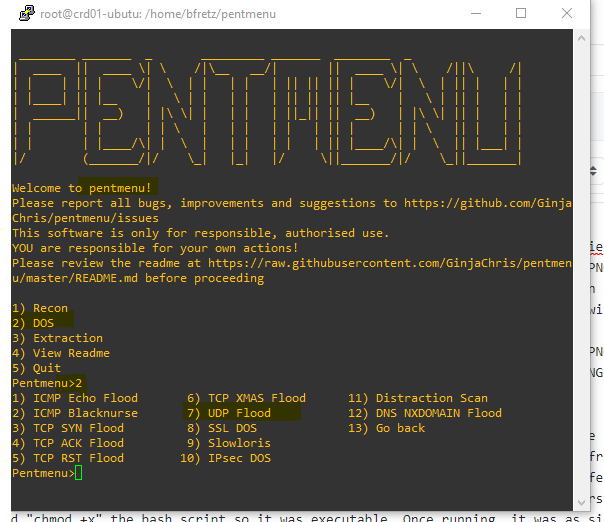 root@crd01-ubutu: /home/bfretz/pentmenu
PENTMENU
Welcome to pentmenu!
Please report all bugs, improvements and suggestions to https://github.com/Ginja
Chris/pentmenu/issues
This software is only for responsible, authorised use.
YOU are responsible for your own actions!
Please review the readme at https://raw.githubusercontent.com/GinjaChris/pentmen
u/master/README.md before proceeding
1) Recon
2) DOS
3) Extraction
4) View Readme
5) Quit
Pentmenu>2
1) ICMP Echo Flood 6) TCP XMAS Flood 11) Distraction Scan
2) ICMP Blacknurse 7) UDP Flood 12) DNS NXDOMAIN Flood
3) TCP SYN Flood 8) SSL DOS 13) Go back
4) TCP ACK Flood 9) Slowloris
5) TCP RST Flood 10) IPsec DOS
Pentmenu>
d "chmod +x" the bash script so it was executable. Once running, it was as si